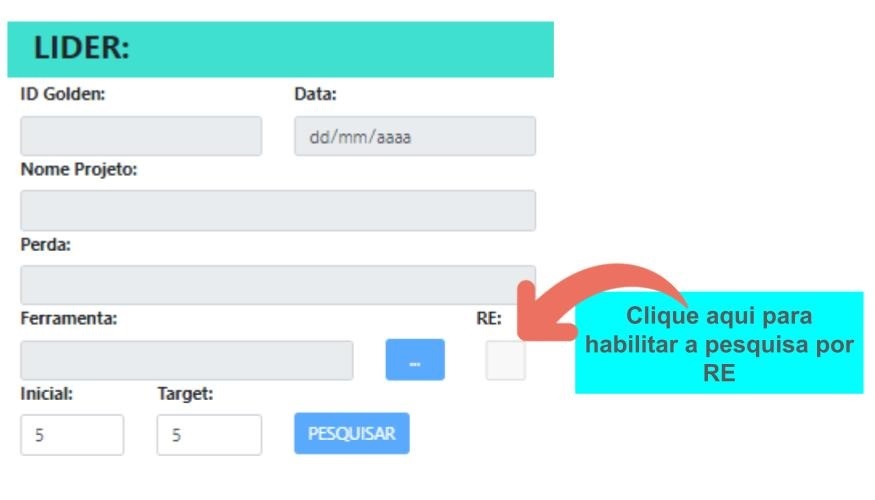 LIDER:
ID Golden: Data:
dd/mm/aaaa
Nome Projeto:
Perda:
Ferramenta: RE:
...
Clique aqui para
habilitar a pesquisa por
RE
Inicial: Target:
5 5 PESQUISAR